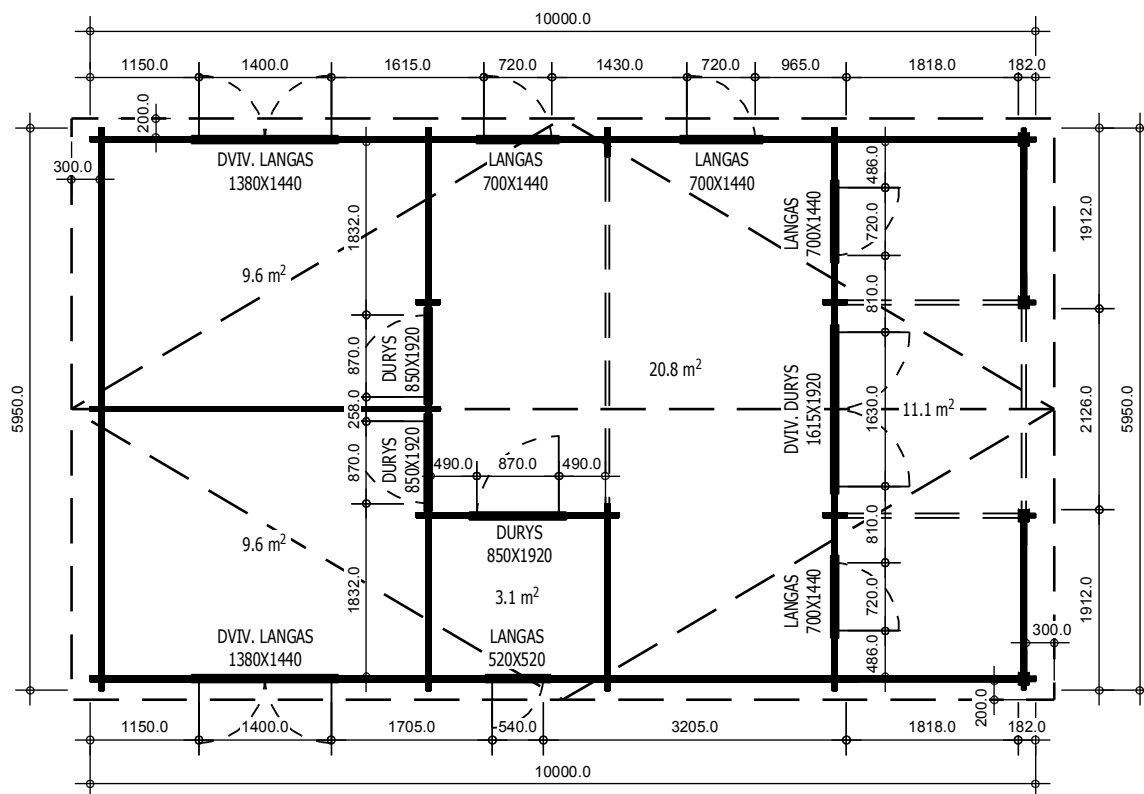 10000.0
1150.0 1400.0 1615.0 720.0 1430.0 720.0 965.0 1818.0 182.0
200.0
300.0
DVIV. LANGAS
1380X1440
LANGAS
700X1440
LANGAS
700X1440
486.0
LANGAS
700X1440
720.0
1832.0
1912.0
9.6 m²
810.0
DURYS
850X1920
870.0
20.8 m²
5950.0
258.0
DVIV. DURYS
1615X1920
1630.0
11.1 m²
2126.0
5950.0
DURYS
850X1920
870.0
490.0 870.0 490.0
810.0
9.6 m²
DURYS
850X1920
3.1 m²
1832.0
LANGAS
700X1440
720.0
1912.0
DVIV. LANGAS
1380X1440
LANGAS
520X520
486.0
300.0
200.0
1150.0 1400.0 1705.0 540.0 3205.0 1818.0 182.0
10000.0